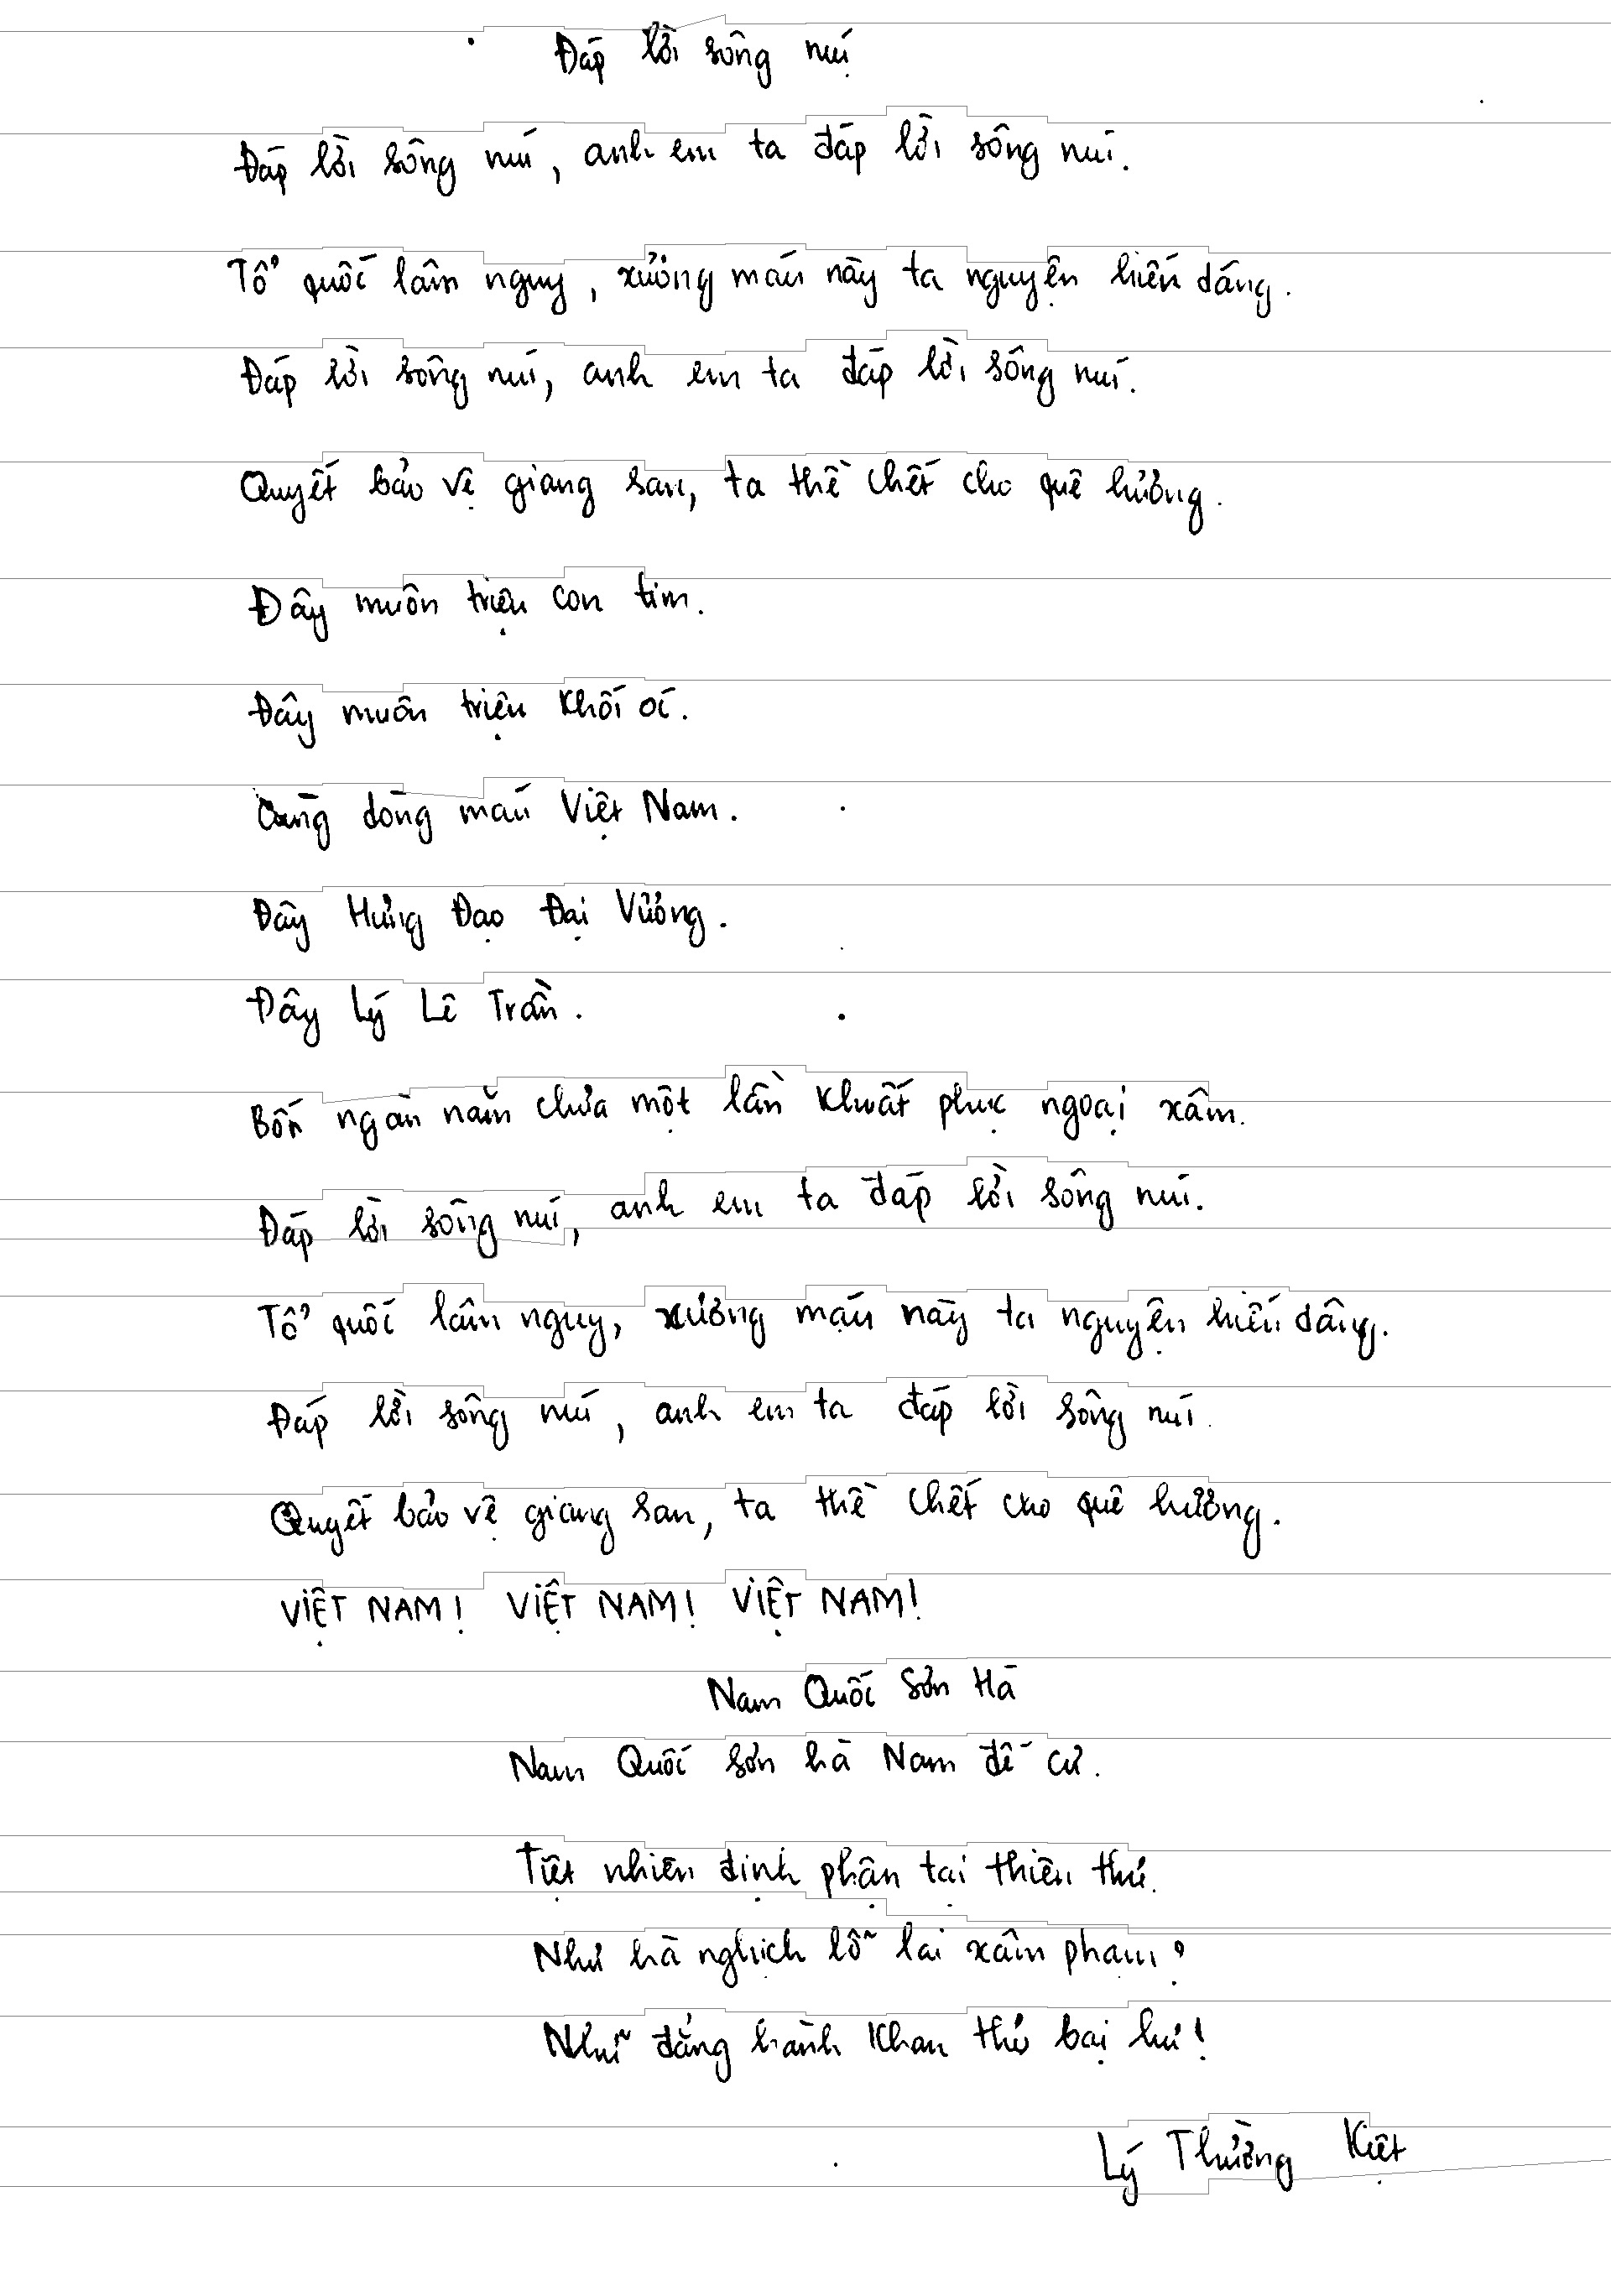 Đáp lời sông núi
Đáp lời sông núi, anh em ta đáp lời sông núi.
Tổ quốc lâm nguy, xương máu này ta nguyện hiến dâng.
Đáp lời sông núi, anh em ta đáp lời sông núi.
Quyết bảo vệ giang san, ta thề chết cho quê hương.
Đây muôn triệu con tim.
Đây muôn triệu khối óc.
Cùng dòng máu Việt Nam.
Đây Hưng Đạo Đại Vương.
Đây Lý Lê Trần.
Bốn ngàn năm chưa một lần khuất phục ngoại xâm.
Đáp lời sông núi, anh em ta đáp lời sông núi.
Tổ quốc lâm nguy, xương máu này ta nguyện hiến dâng.
Đáp lời sông núi, anh em ta đáp lời sông núi.
Quyết bảo vệ giang san, ta thề chết cho quê hương.
VIỆT NAM! VIỆT NAM! VIỆT NAM!
Nam Quốc Sơn Hà
Nam Quốc sơn hà Nam đế cư.
Tiệt nhiên định phận tại thiên thư.
Như hà nghịch lỗ lai xâm phạm?
Như đẳng hành khan thủ bại hư!
Lý Thường Kiệt